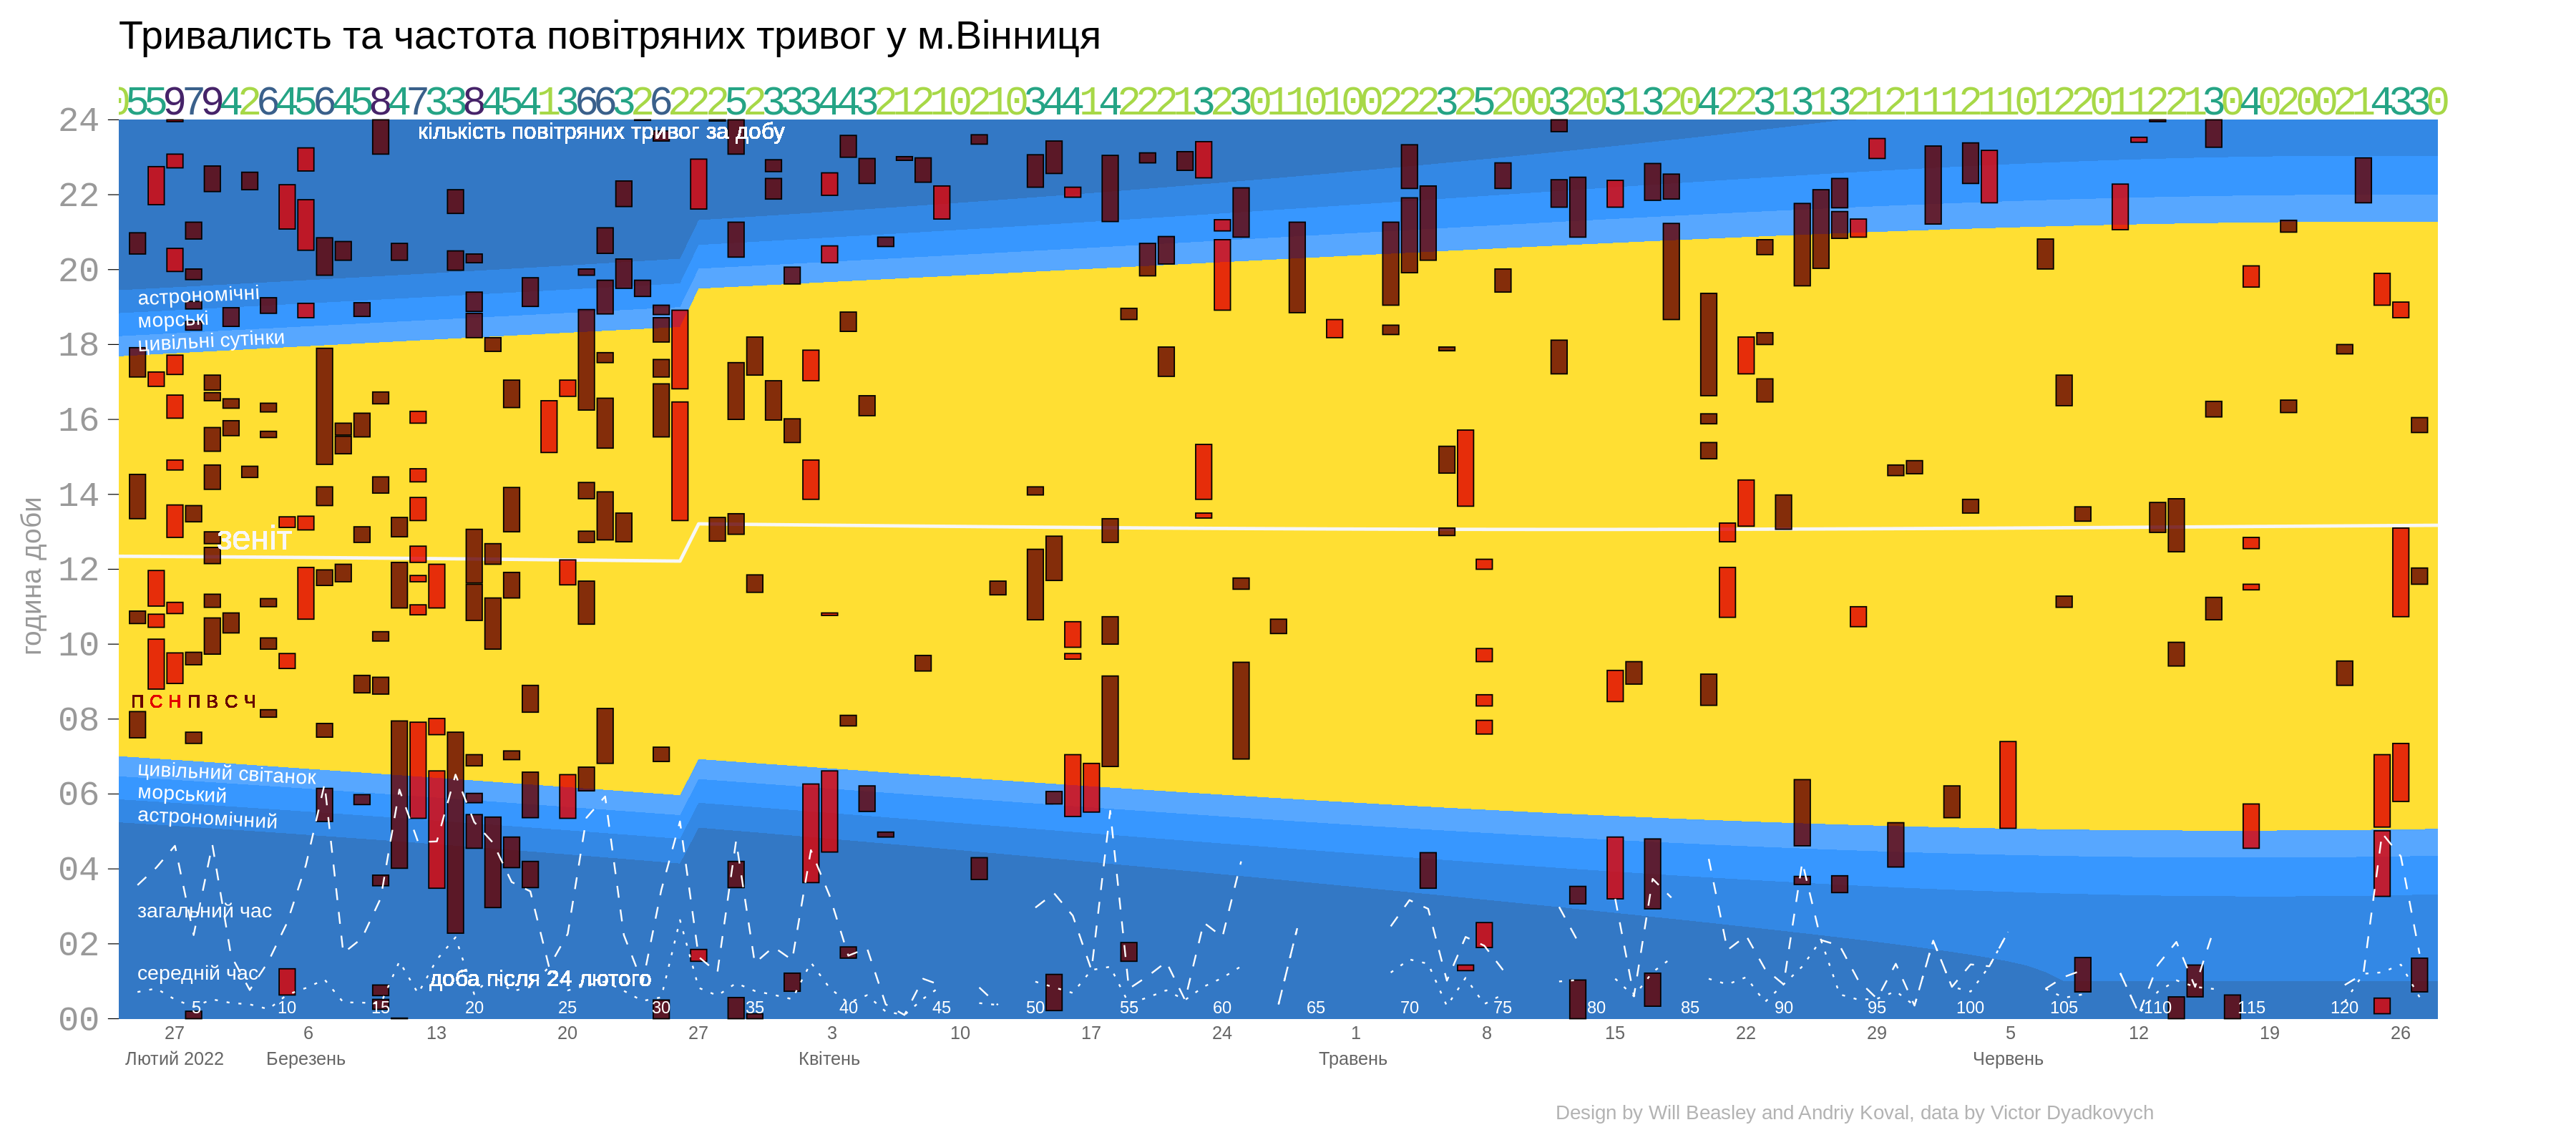 Тривалисть та частота повітряних тривог у м.Вінниця
05597942645645847338454136632622252333443212102103441422213230110100222325200320313204223131321211121101220112213040200214330
кількість повітряних тривог за добу
24
22
20
18
16
14
12
10
08
06
04
02
00
година доби
астрономічні
морські
цивільні сутінки
зеніт
П С Н П В С Ч
цивільний світанок
морський
астрономічний
загальний час
середній час
доба після 24 лютого
5 10 15 20 25 30 35 40 45 50 55 60 65 70 75 80 85 90 95 100 105 110 115 120
27 6 13 20 27 3 10 17 24 1 8 15 22 29 5 12 19 26
Лютий 2022 Березень Квітень Травень Червень
Design by Will Beasley and Andriy Koval, data by Victor Dyadkovych